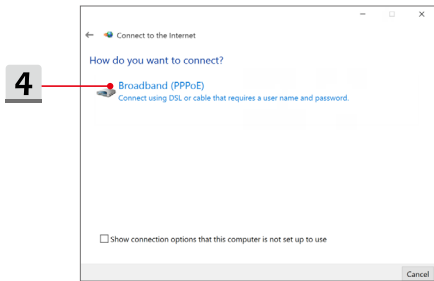 Connect to the Internet
How do you want to connect?
4
Broadband (PPPoE)
Connect using DSL or cable that requires a user name and password.
Show connection options that this computer is not set up to use
Cancel